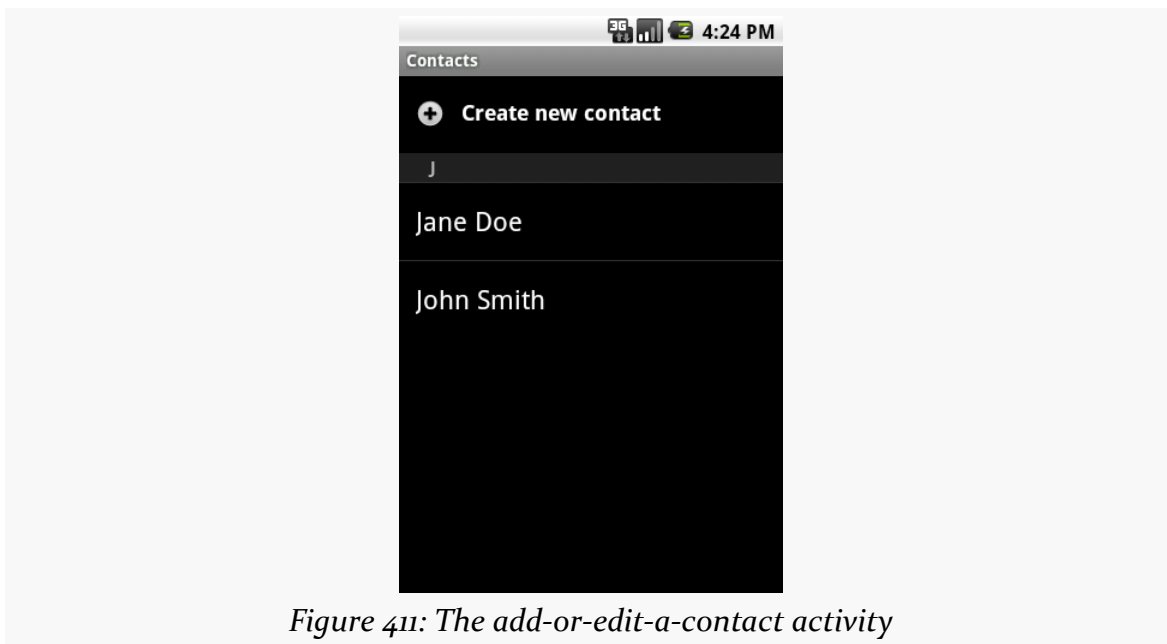 3G 4:24 PM
Contacts
Create new contact
J
Jane Doe
John Smith
Figure 411: The add-or-edit-a-contact activity